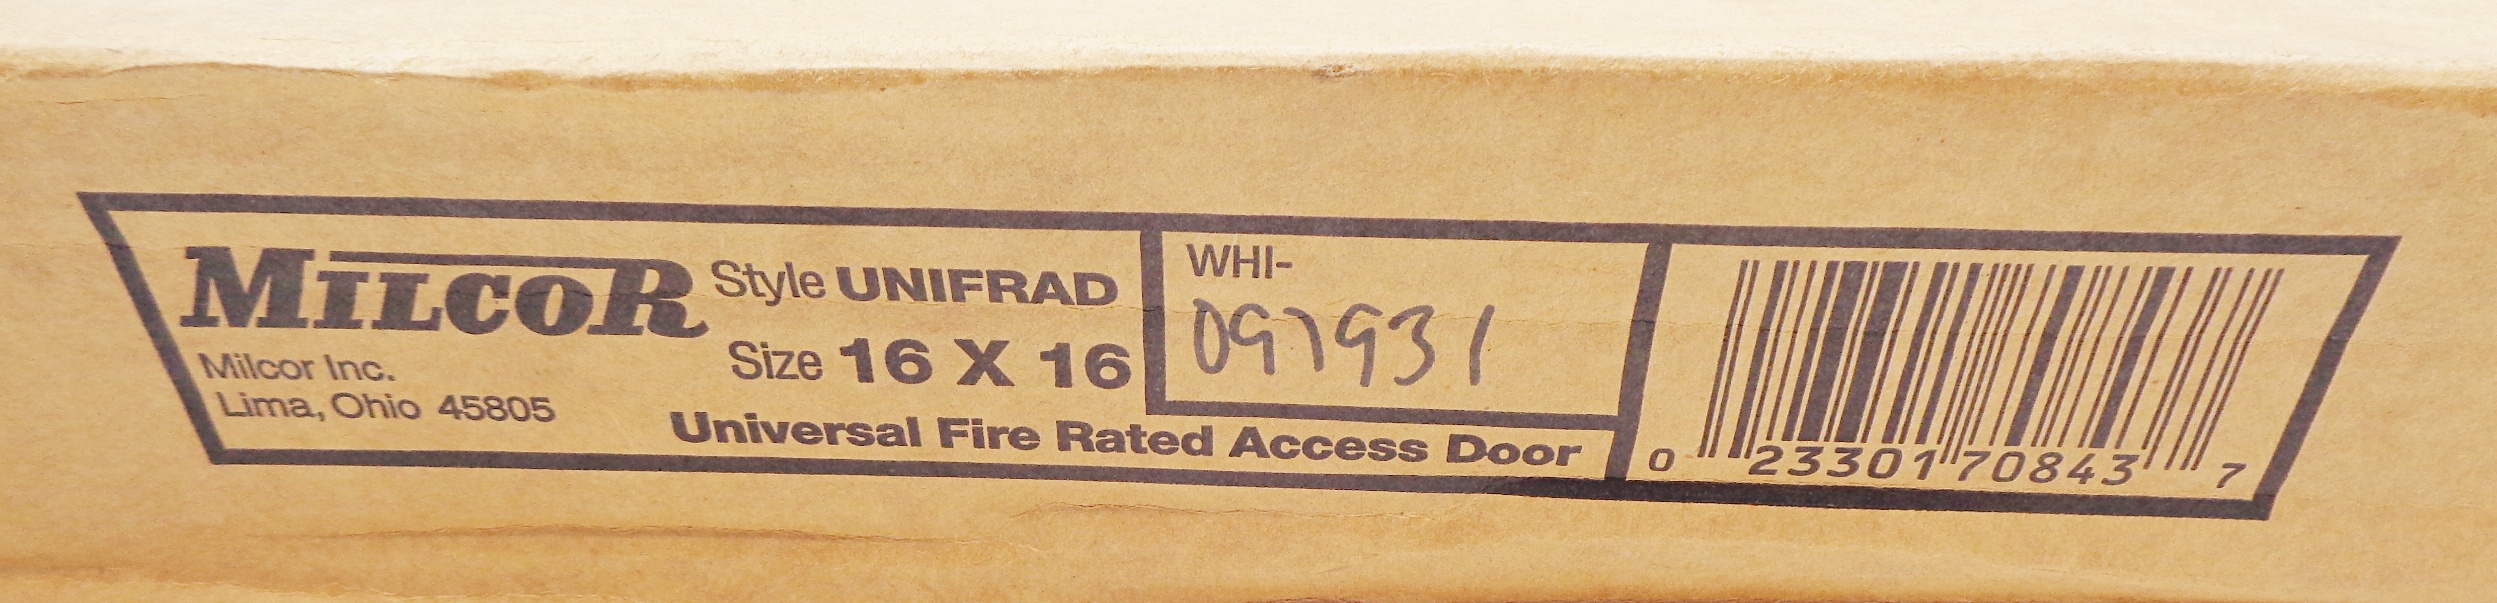 MILCOR
Milcor Inc.
Lima, Ohio 45805
Style UNIFRAD
Size 16 X 16
Universal Fire Rated Access Door
WHI-
091931
0 23301 70843 7